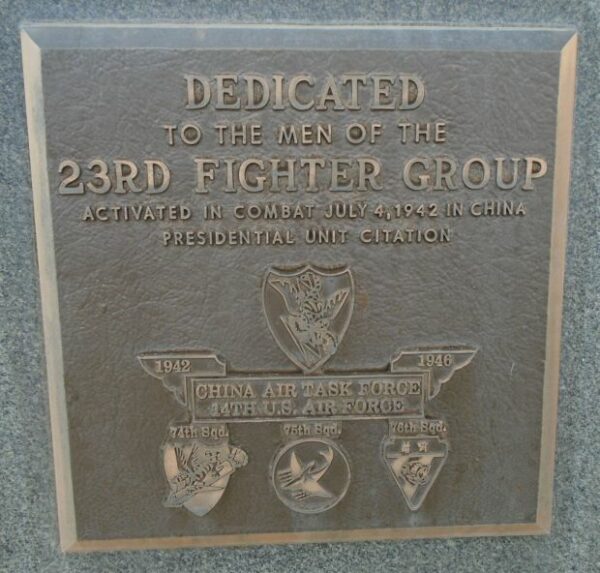 DEDICATED
TO THE MEN OF THE
23RD FIGHTER GROUP
ACTIVATED IN COMBAT JULY 4, 1942 IN CHINA
PRESIDENTIAL UNIT CITATION
1942 1946
CHINA AIR TASK FORCE
14TH U.S. AIR FORCE
74th Sqd. 75th Sqd. 76th Sqd.